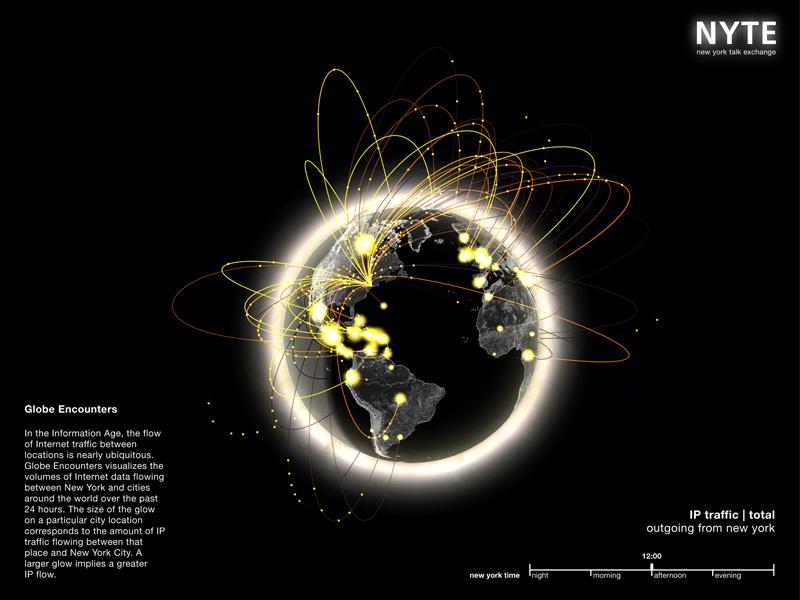 NYTE
new york talk exchange
Globe Encounters
In the Information Age, the flow
of Internet traffic between
locations is nearly ubiquitous.
Globe Encounters visualizes the
volumes of Internet data flowing
between New York and cities
around the world over the past
24 hours. The size of the glow
on a particular city location
corresponds to the amount of IP
traffic flowing between that
place and New York City. A
larger glow implies a greater
IP flow.
IP traffic | total
outgoing from new york
12:00
new york time night morning afternoon evening